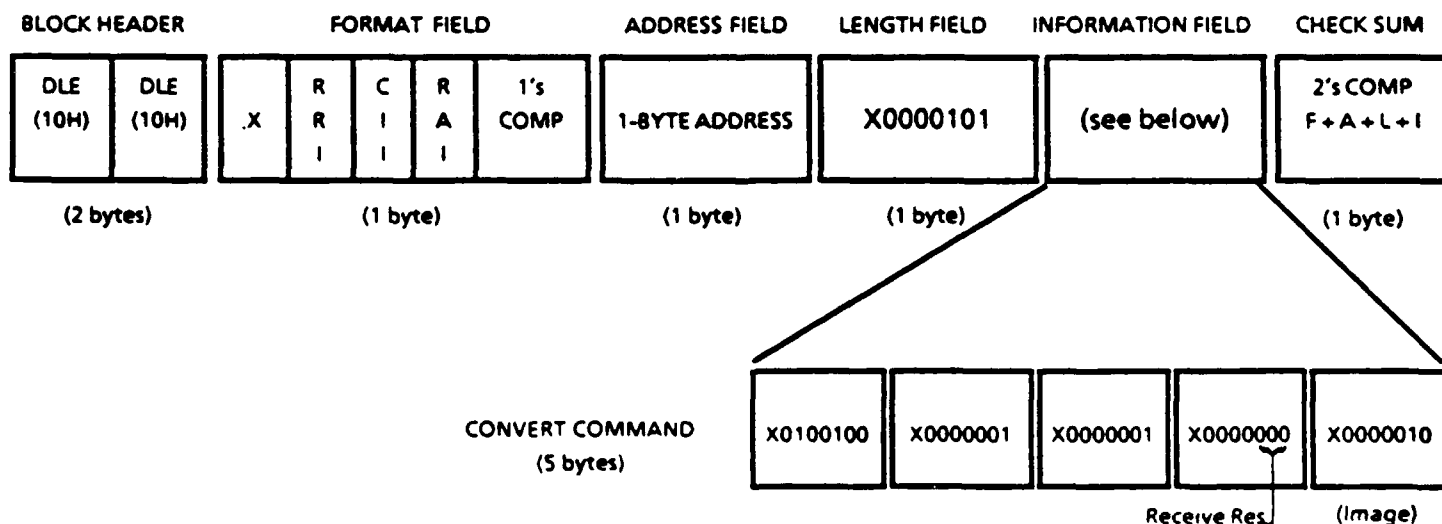 BLOCK HEADER FORMAT FIELD ADDRESS FIELD LENGTH FIELD INFORMATION FIELD CHECK SUM
DLE
(10H)
DLE
(10H)
.X
R
R
I
C
I
I
R
A
I
1's
COMP
1-BYTE ADDRESS
X0000101
(see below)
2's COMP
F + A + L + I
(2 bytes) (1 byte) (1 byte) (1 byte) (1 byte)
CONVERT COMMAND
(5 bytes)
X0100100 X0000001 X0000001 X0000000 X0000010
Receive Res (Image)